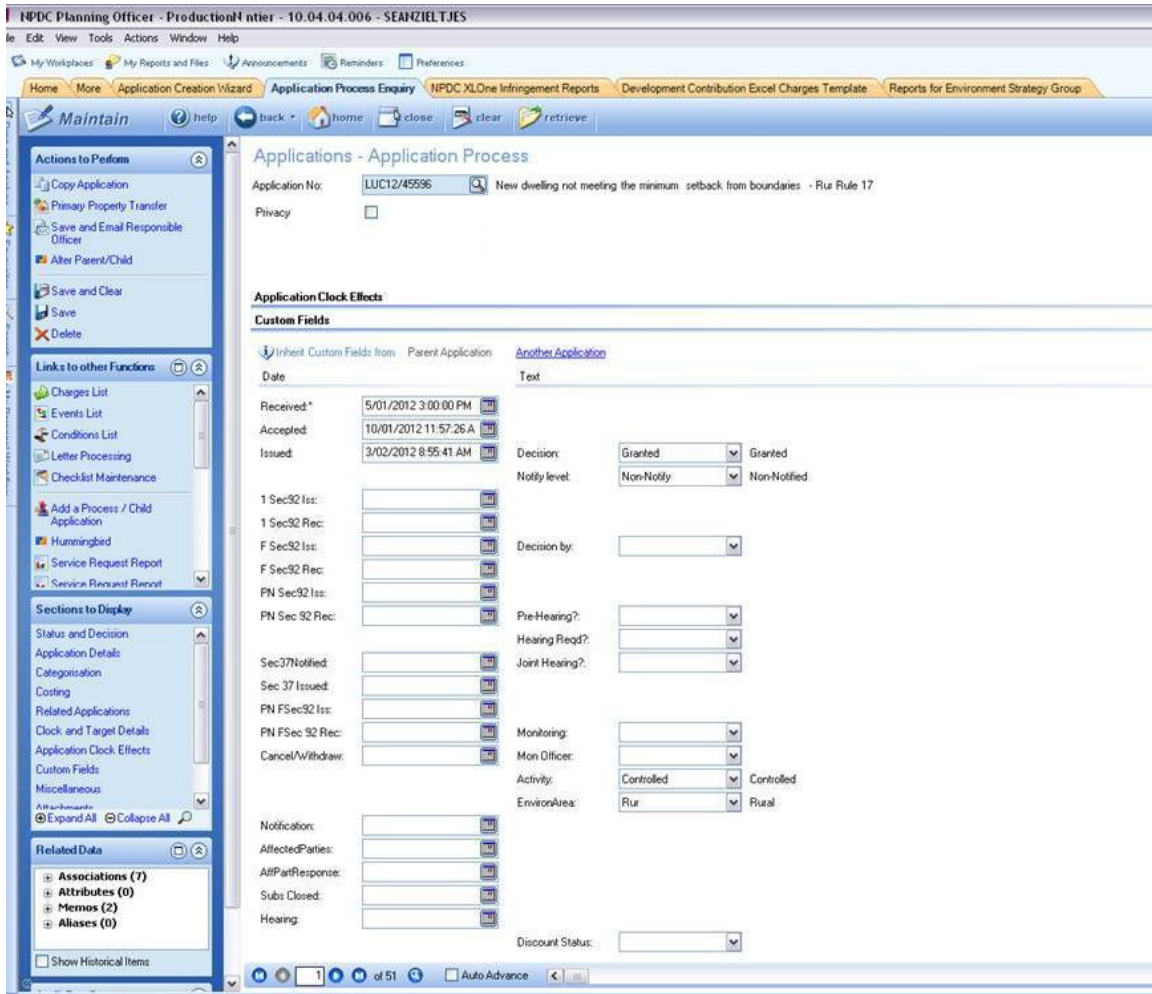 NPDC Planning Officer - ProductionN ntier - 10.04.04.006 - SEANZIELTJES
le Edit View Tools Actions Window Help
My Workplaces My Reports and Files Announcements Reminders Preferences
Home More Application Creation Wizard Application Process Enquiry NPDC XLOne Infringement Reports Development Contribution Excel Charges Template Reports for Environment Strategy Group
Maintain help back home close clear retrieve
Actions to Perform
Copy Application
Primary Property Transfer
Save and Email Responsible
Officer
Alter Parent/Child
Save and Clear
Save
Delete
Links to other Functions
Charges List
Events List
Conditions List
Letter Processing
Checklist Maintenance
Add a Process / Child
Application
Hummingbird
Service Request Report
Service Request Report
Sections to Display
Status and Decision
Application Details
Categorisation
Costing
Related Applications
Clock and Target Details
Application Clock Effects
Custom Fields
Miscellaneous
Attachments
Expand All Collapse All
Related Data
Associations (7)
Attributes (0)
Memos (2)
Aliases (0)
Show Historical Items
Applications - Application Process
Application No: LUC12/45596 New dwelling not meeting the minimum setback from boundaries - Rur Rule 17
Privacy
Application Clock Effects
Custom Fields
Inherit Custom Fields from Parent Application Another Application
Date Text
Received:* 5/01/2012 3:00:00 PM
Accepted: 10/01/2012 11:57:26 A
Issued: 3/02/2012 8:55:41 AM Decision: Granted Granted
Notify level: Non-Notify Non-Notified
1 Sec92 Iss:
1 Sec92 Rec:
F Sec92 Iss: Decision by:
F Sec92 Rec:
PN Sec92 Iss:
PN Sec 92 Rec: Pre-Hearing?:
Hearing Reqd?:
Sec37Notified: Joint Hearing?:
Sec 37 Issued:
PN FSec92 Iss:
PN FSec 92 Rec: Monitoring:
Cancel/Withdraw: Mon Officer:
Activity: Controlled Controlled
EnvironArea: Rur Rural
Notification:
AffectedParties:
AffPartResponse:
Subs Closed:
Hearing:
Discount Status:
1 of 51 Auto Advance